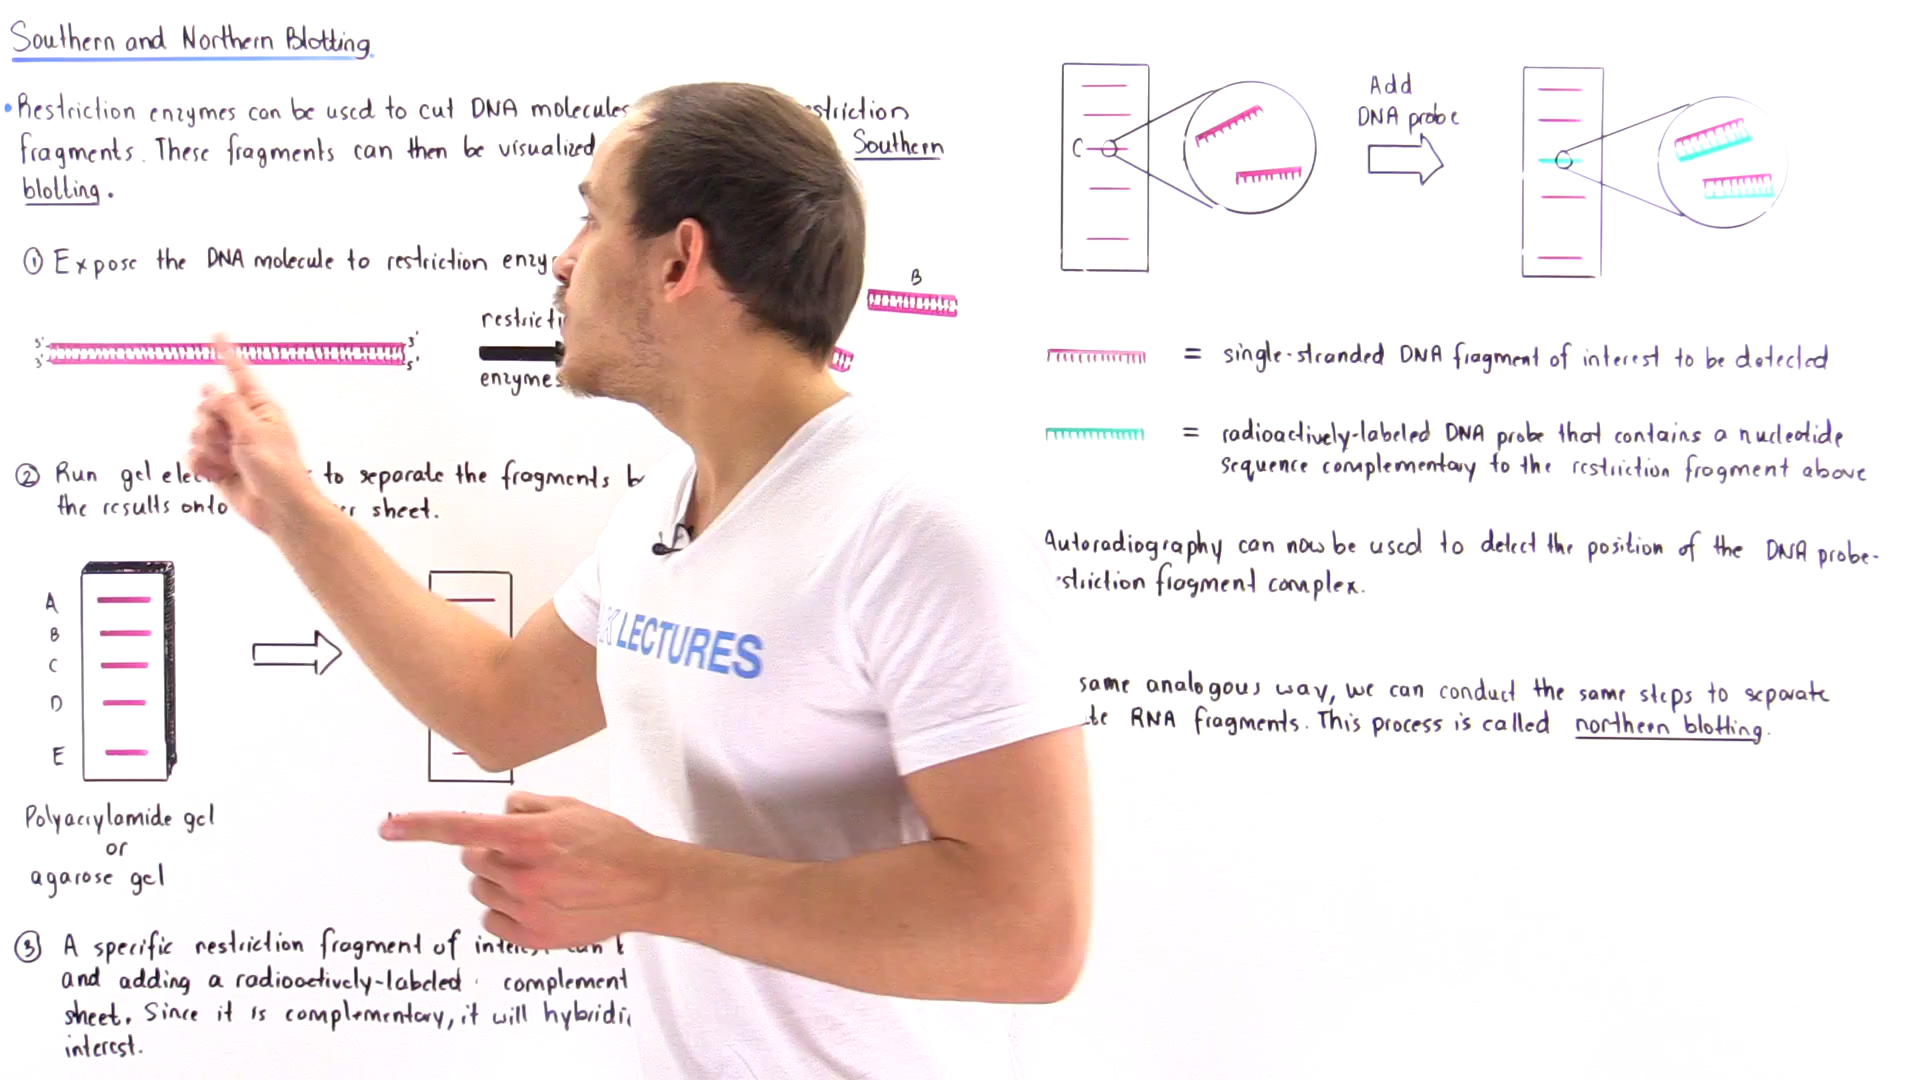 Southern and Northern Blotting
• Restriction enzymes can be used to cut DNA molecules
fragments. These fragments can then be visualized Southern
blotting.
① Expose the DNA molecule to restriction
5' 3'
3' 5'
enzymes
B
② Run gel to separate the fragments
the results onto sheet.
A
B
C
D
E
Polyacrylamide gel
or
agarose gel
③ A specific restriction fragment of
and adding a radioactively-labeled
sheet. Since it is complementary, it will
interest.
LECTURES
C
Add
DNA probe
= single-stranded DNA fragment of interest to be detected
= radioactively-labeled DNA probe that contains a nucleotide
sequence complementary to the restriction fragment above
Autoradiography can now be used to detect the position of the DNA probe-
fragment complex.
same analogous way, we can conduct the same steps to separate
RNA fragments. This process is called northern blotting.